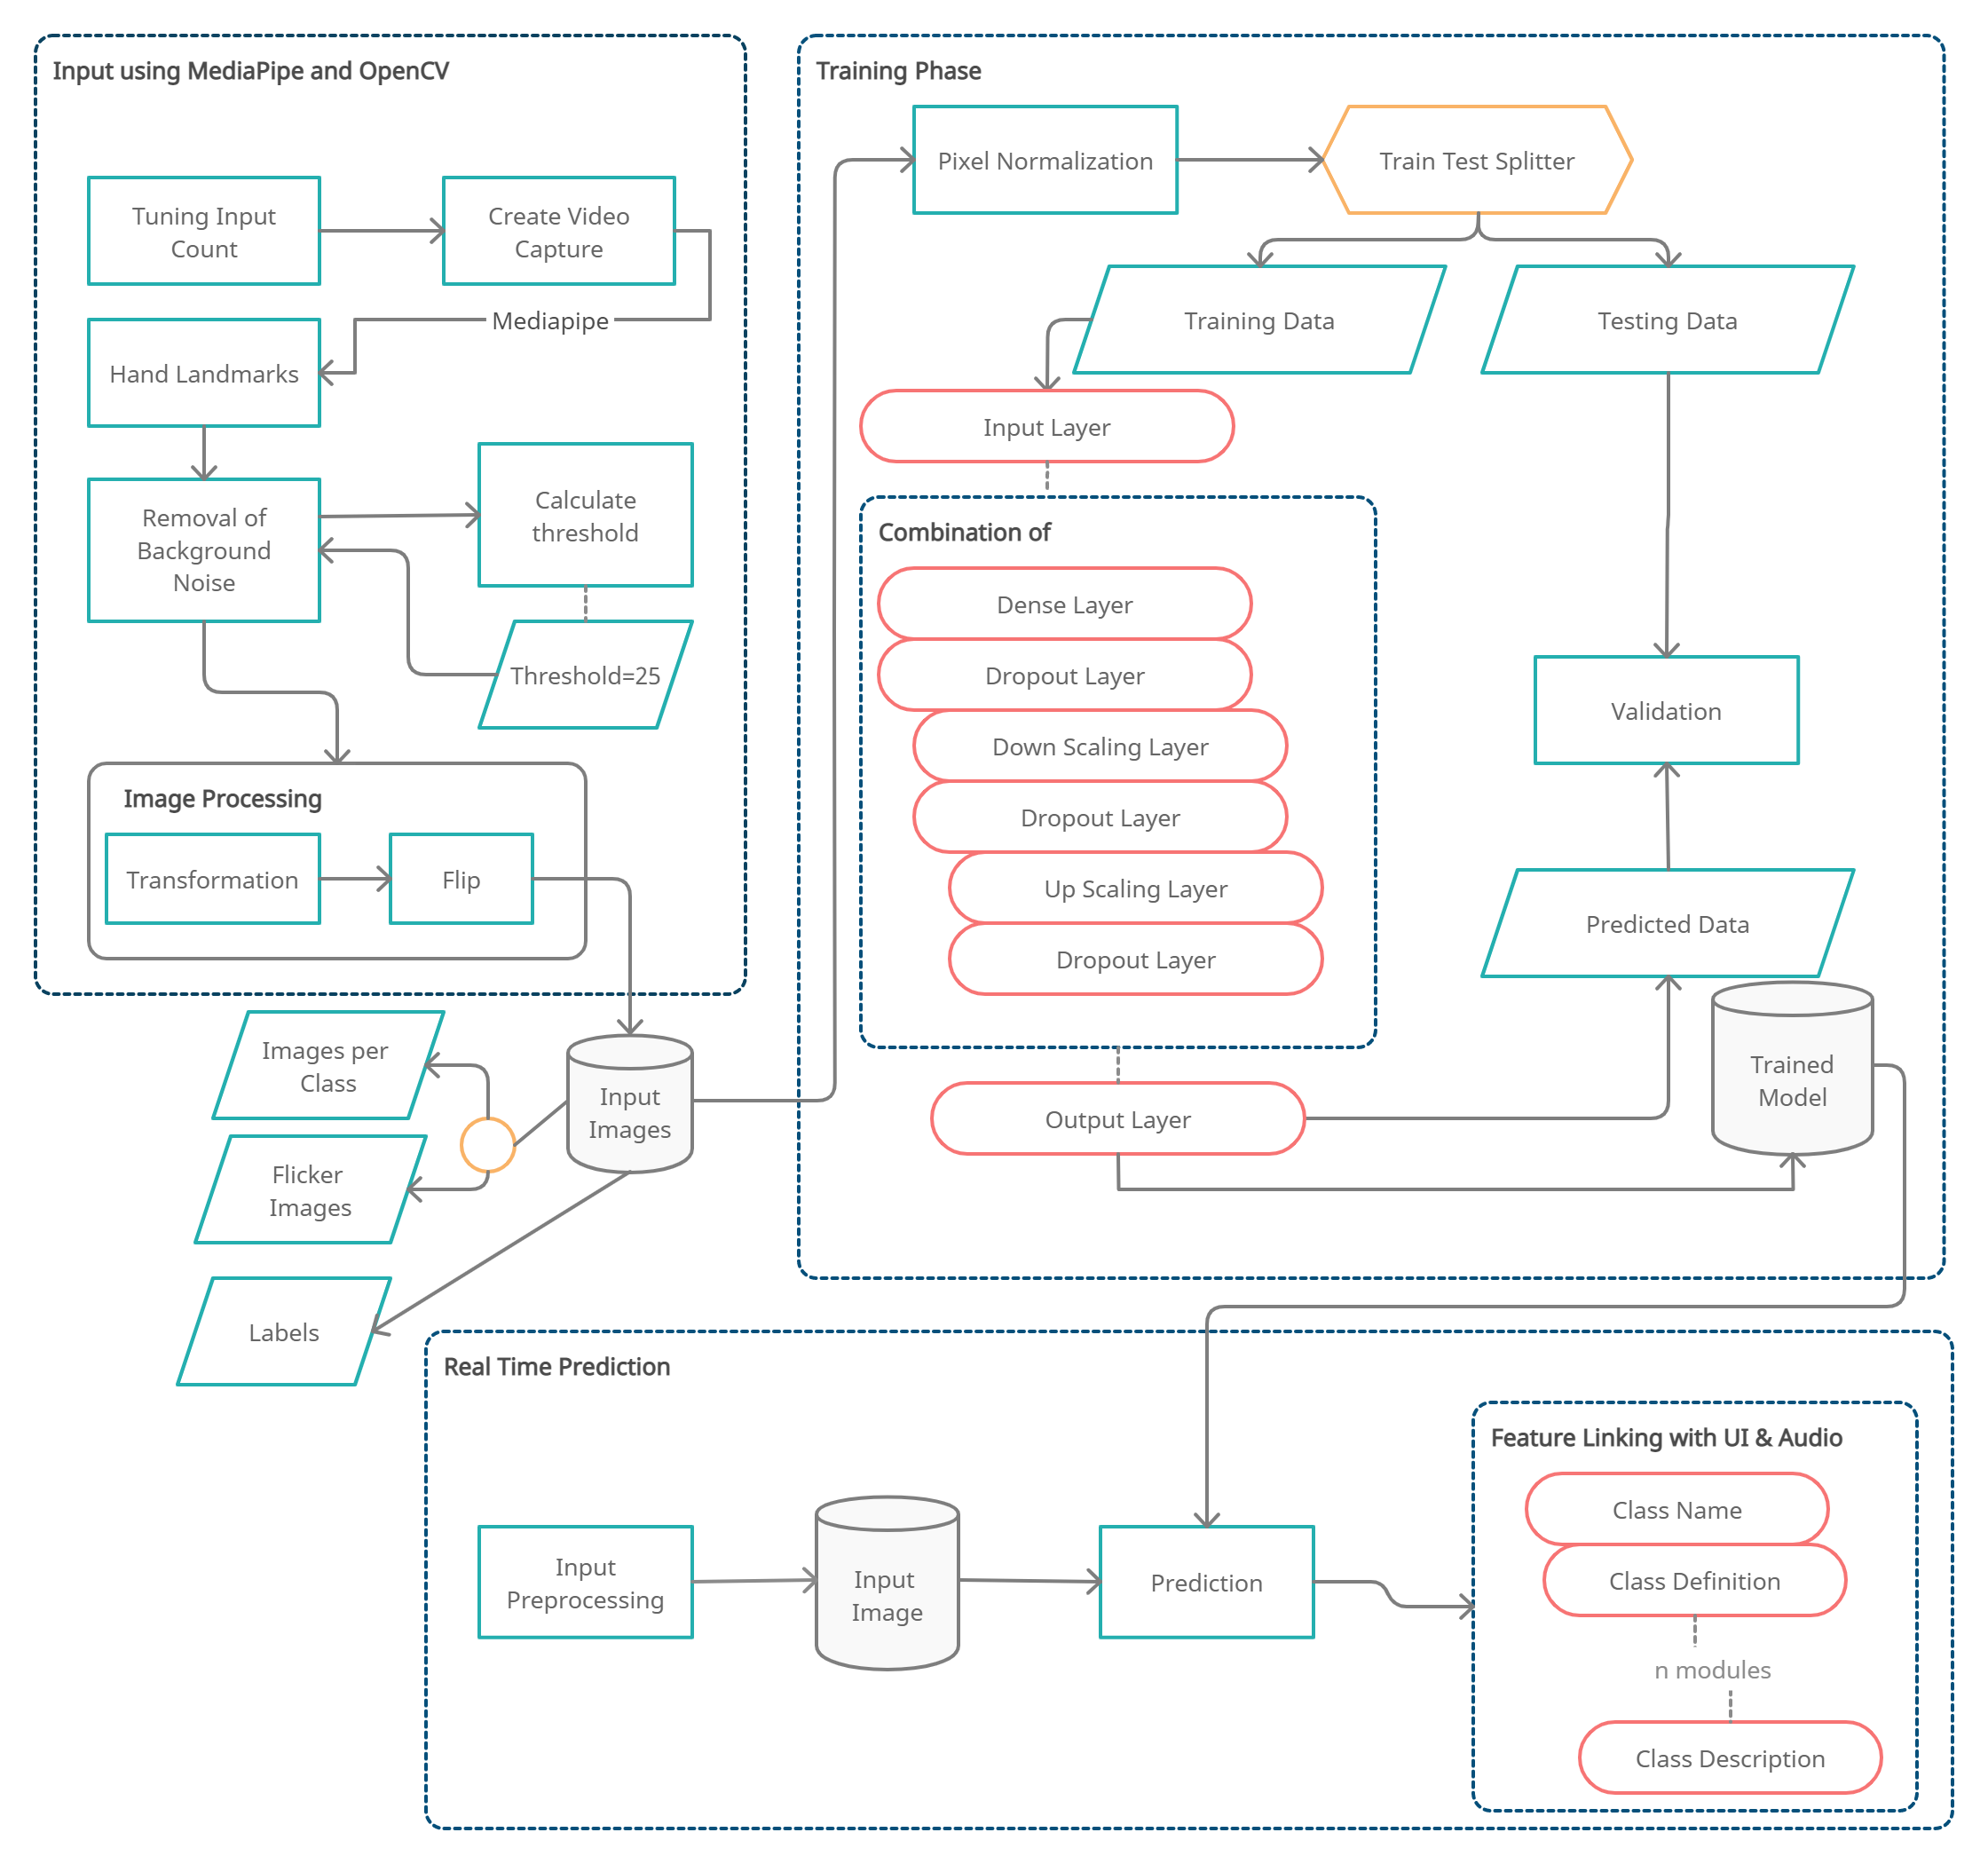 Input using MediaPipe and OpenCV
Tuning Input
Count
Create Video
Capture
Mediapipe
Hand Landmarks
Removal of
Background
Noise
Calculate
threshold
Threshold=25
Image Processing
Transformation
Flip
Images per
Class
Flicker
Images
Labels
Input
Images
Training Phase
Pixel Normalization
Train Test Splitter
Training Data
Testing Data
Input Layer
Combination of
Dense Layer
Dropout Layer
Down Scaling Layer
Dropout Layer
Up Scaling Layer
Dropout Layer
Output Layer
Validation
Predicted Data
Trained
Model
Real Time Prediction
Input
Preprocessing
Input
Image
Prediction
Feature Linking with UI & Audio
Class Name
Class Definition
n modules
Class Description